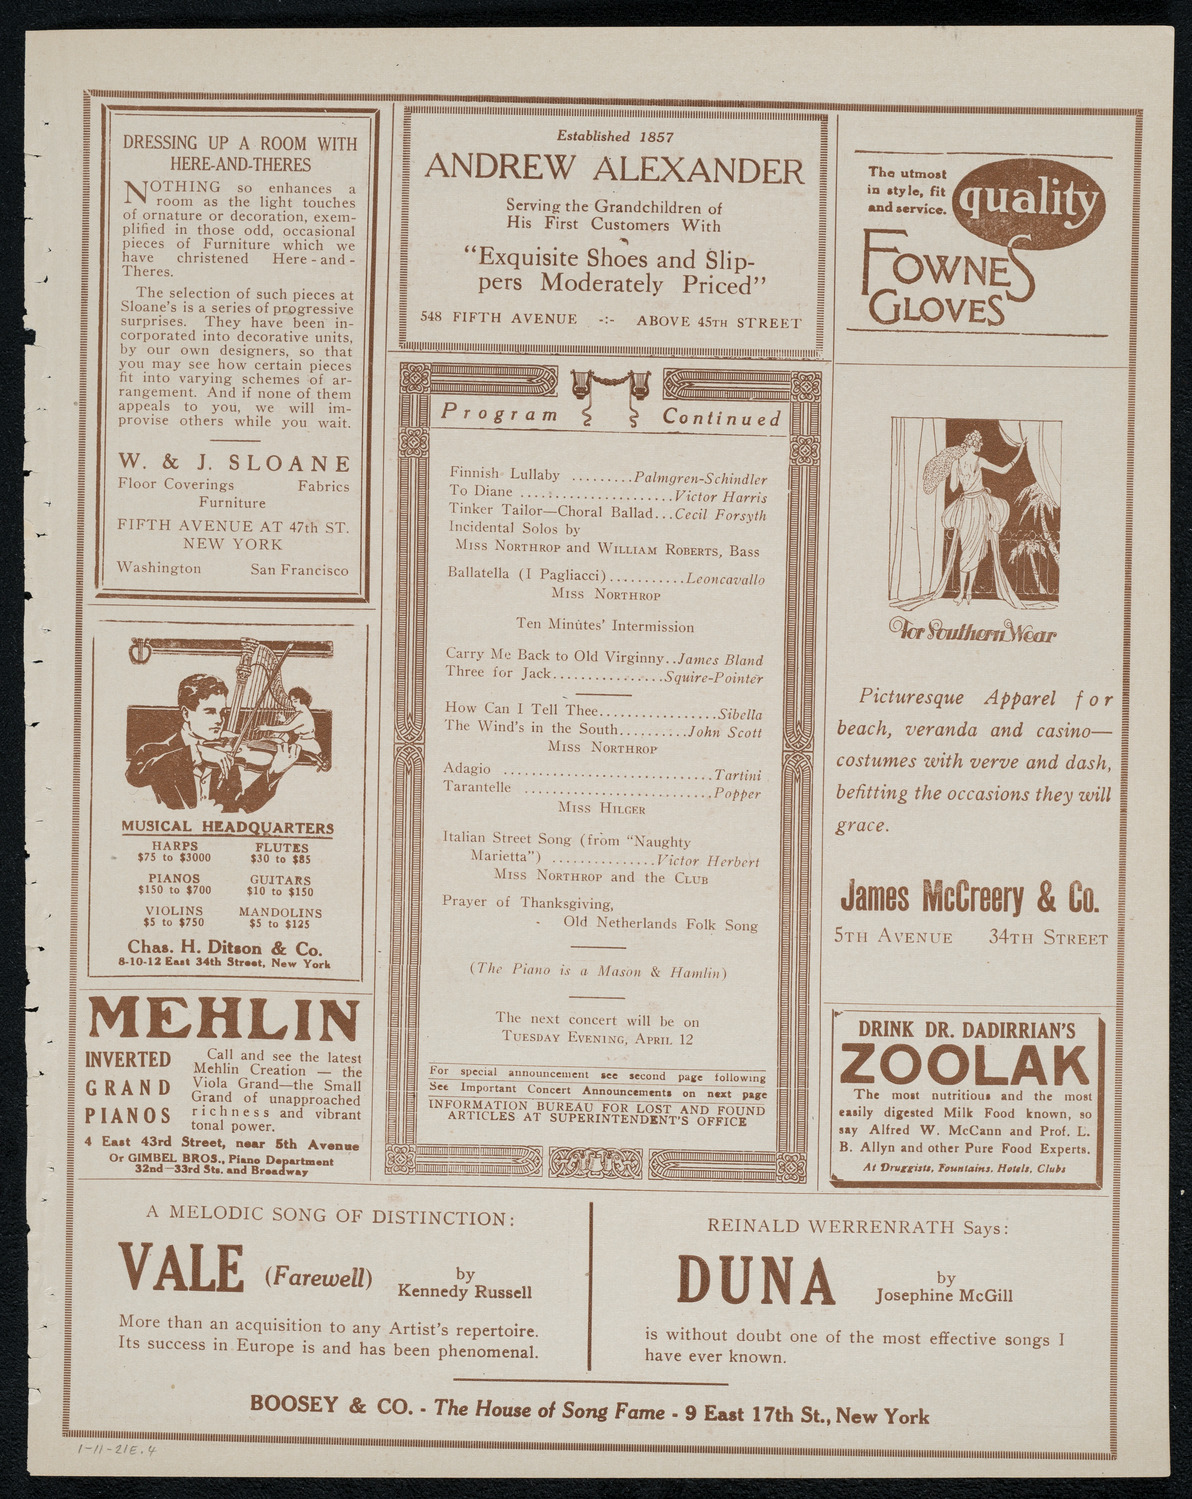 DRESSING UP A ROOM WITH
HERE-AND-THERES
NOTHING so enhances a
room as the light touches
of ornature or decoration, exem-
plified in those odd, occasional
pieces of Furniture which we
have christened Here-and-
Theres.
The selection of such pieces at
Sloane's is a series of progressive
surprises. They have been in-
corporated into decorative units,
by our own designers, so that
you may see how certain pieces
fit into varying schemes of ar-
rangement. And if none of them
appeals to you, we will im-
provise others while you wait.
W. & J. SLOANE
Floor Coverings Fabrics
Furniture
FIFTH AVENUE AT 47th ST.
NEW YORK
Washington San Francisco
MUSICAL HEADQUARTERS
HARPS FLUTES
$75 to $3000 $30 to $85
PIANOS GUITARS
$150 to $700 $10 to $150
VIOLINS MANDOLINS
$5 to $750 $5 to $125
Chas. H. Ditson & Co.
8-10-12 East 34th Street, New York
MEHLIN
INVERTED
GRAND
PIANOS
Call and see the latest
Mehlin Creation — the
Viola Grand—the Small
Grand of unapproached
richness and vibrant
tonal power.
4 East 43rd Street, near 5th Avenue
Or GIMBEL BROS., Piano Department
32nd—33rd Sts. and Broadway
Established 1857
ANDREW ALEXANDER
Serving the Grandchildren of
His First Customers With
"Exquisite Shoes and Slip-
pers Moderately Priced"
548 FIFTH AVENUE -:- ABOVE 45TH STREET
Program Continued
Finnish Lullaby .........Palmgren-Schindler
To Diane ......................Victor Harris
Tinker Tailor—Choral Ballad...Cecil Forsyth
Incidental Solos by
MISS NORTHROP and WILLIAM ROBERTS, Bass
Ballatella (I Pagliacci)...........Leoncavallo
MISS NORTHROP
Ten Minutes' Intermission
Carry Me Back to Old Virginny..James Bland
Three for Jack................Squire-Pointer
How Can I Tell Thee.................Sibella
The Wind's in the South..........John Scott
MISS NORTHROP
Adagio ..............................Tartini
Tarantelle ...........................Popper
MISS HILGER
Italian Street Song (from "Naughty
Marietta") ...............Victor Herbert
MISS NORTHROP and the CLUB
Prayer of Thanksgiving,
Old Netherlands Folk Song
(The Piano is a Mason & Hamlin)
The next concert will be on
TUESDAY EVENING, APRIL 12
For special announcement see second page following
See Important Concert Announcements on next page
INFORMATION BUREAU FOR LOST AND FOUND
ARTICLES AT SUPERINTENDENT'S OFFICE
The utmost
in style, fit
and service.
quality
FOWNES
GLOVES
for Southern Wear
Picturesque Apparel for
beach, veranda and casino—
costumes with verve and dash,
befitting the occasions they will
grace.
James McCreery & Co.
5TH AVENUE 34TH STREET
DRINK DR. DADIRRIAN'S
ZOOLAK
The most nutritious and the most
easily digested Milk Food known, so
say Alfred W. McCann and Prof. L.
B. Allyn and other Pure Food Experts.
At Druggists, Fountains, Hotels, Clubs
A MELODIC SONG OF DISTINCTION:
VALE (Farewell) by
Kennedy Russell
More than an acquisition to any Artist's repertoire.
Its success in Europe is and has been phenomenal.
REINALD WERRENRATH Says:
DUNA by
Josephine McGill
is without doubt one of the most effective songs I
have ever known.
BOOSEY & CO. - The House of Song Fame - 9 East 17th St., New York
1-11-21E.4